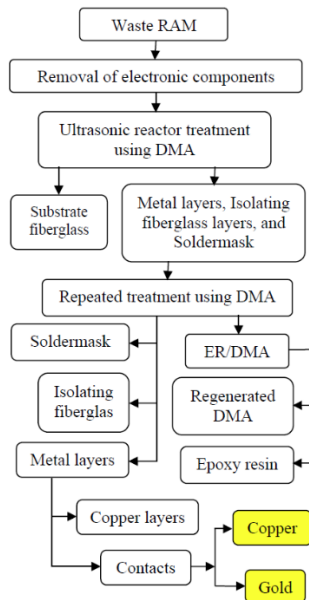 Waste RAM
Removal of electronic components
Ultrasonic reactor treatment
using DMA
Substrate
fiberglass
Metal layers, Isolating
fiberglass layers, and
Soldermask
Repeated treatment using DMA
Soldermask
ER/DMA
Isolating
fiberglas
Regenerated
DMA
Metal layers
Epoxy resin
Copper layers
Copper
Contacts
Gold